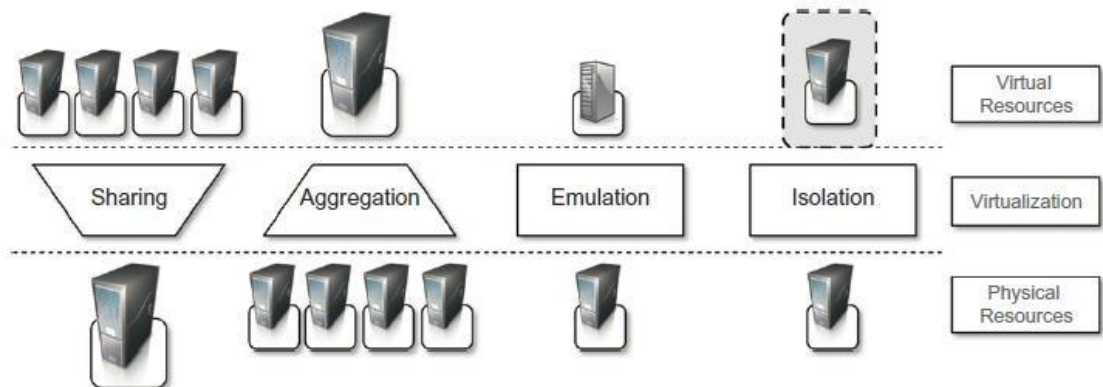 Virtual
Resources
Sharing
Aggregation
Emulation
Isolation
Virtualization
Physical
Resources